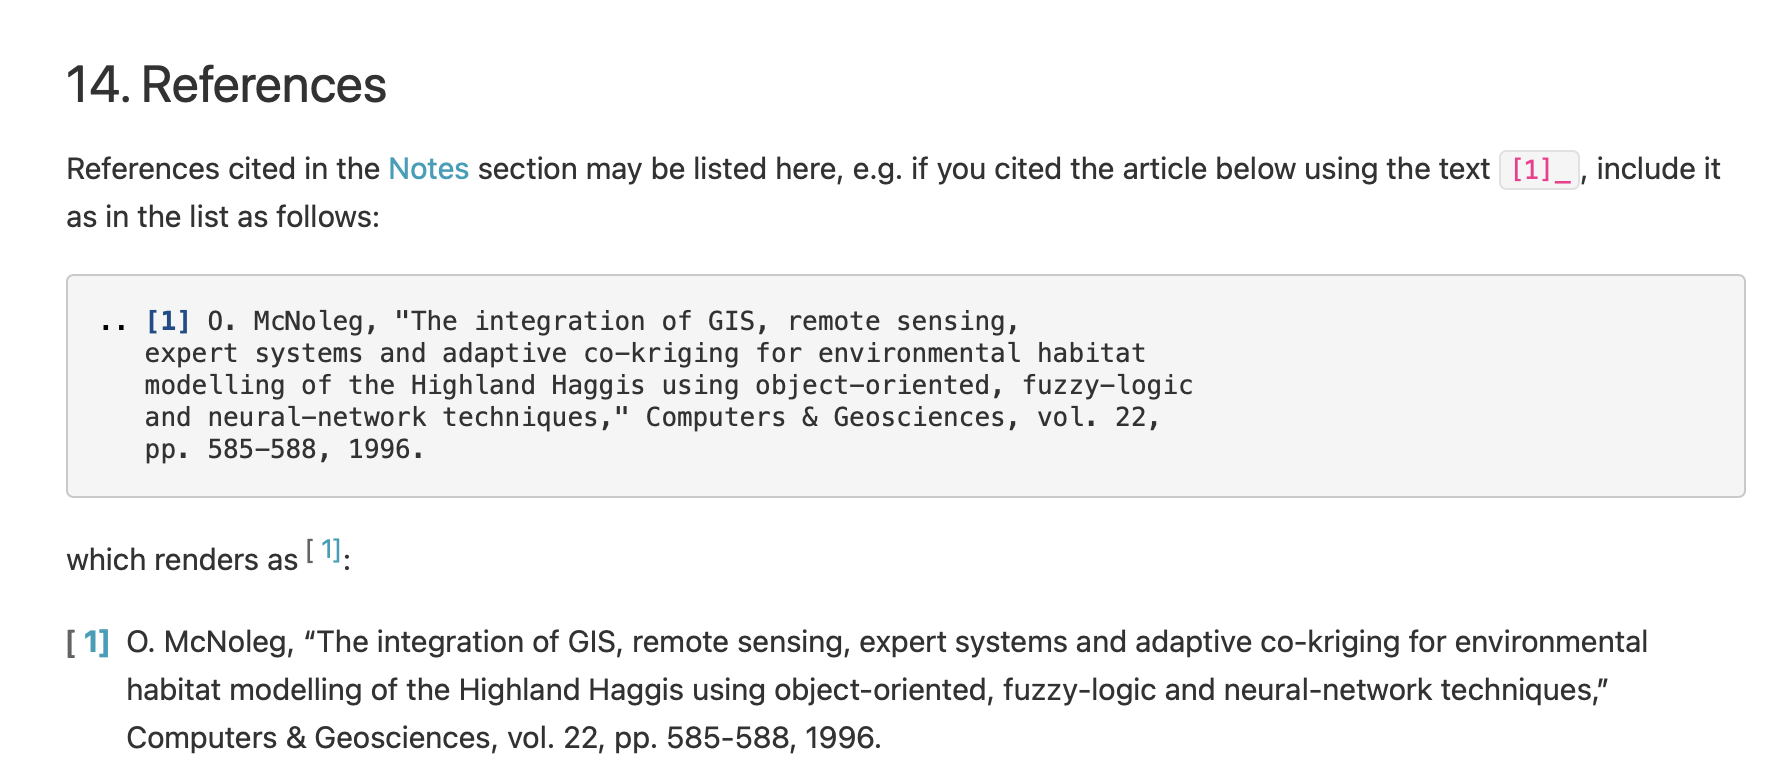 14. References
References cited in the Notes section may be listed here, e.g. if you cited the article below using the text [1]_, include it
as in the list as follows:
.. [1] O. McNoleg, "The integration of GIS, remote sensing,
expert systems and adaptive co-kriging for environmental habitat
modelling of the Highland Haggis using object-oriented, fuzzy-logic
and neural-network techniques," Computers & Geosciences, vol. 22,
pp. 585-588, 1996.
which renders as [ 1]:
[ 1] O. McNoleg, “The integration of GIS, remote sensing, expert systems and adaptive co-kriging for environmental
habitat modelling of the Highland Haggis using object-oriented, fuzzy-logic and neural-network techniques,”
Computers & Geosciences, vol. 22, pp. 585-588, 1996.